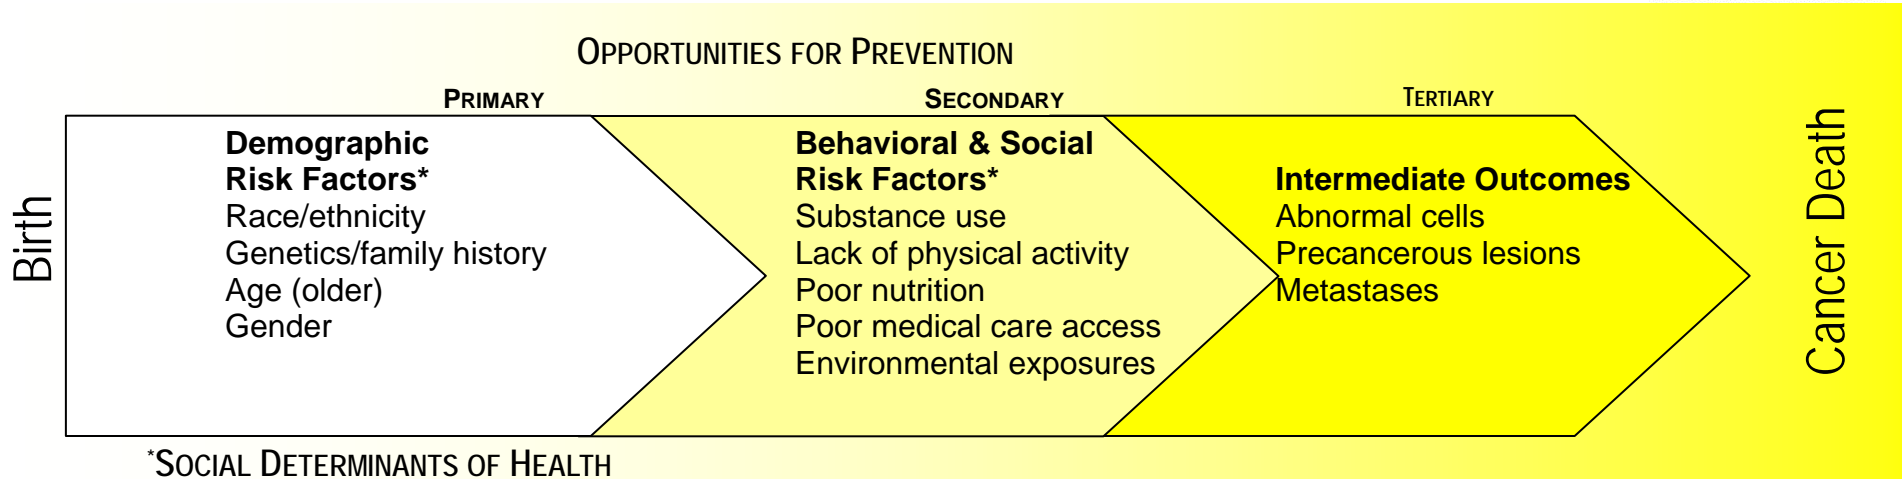 OPPORTUNITIES FOR PREVENTION
PRIMARY
SECONDARY
TERTIARY
Birth
Demographic
Risk Factors*
Race/ethnicity
Genetics/family history
Age (older)
Gender
Behavioral & Social
Risk Factors*
Substance use
Lack of physical activity
Poor nutrition
Poor medical care access
Environmental exposures
Intermediate Outcomes
Abnormal cells
Precancerous lesions
Metastases
Cancer Death
*SOCIAL DETERMINANTS OF HEALTH